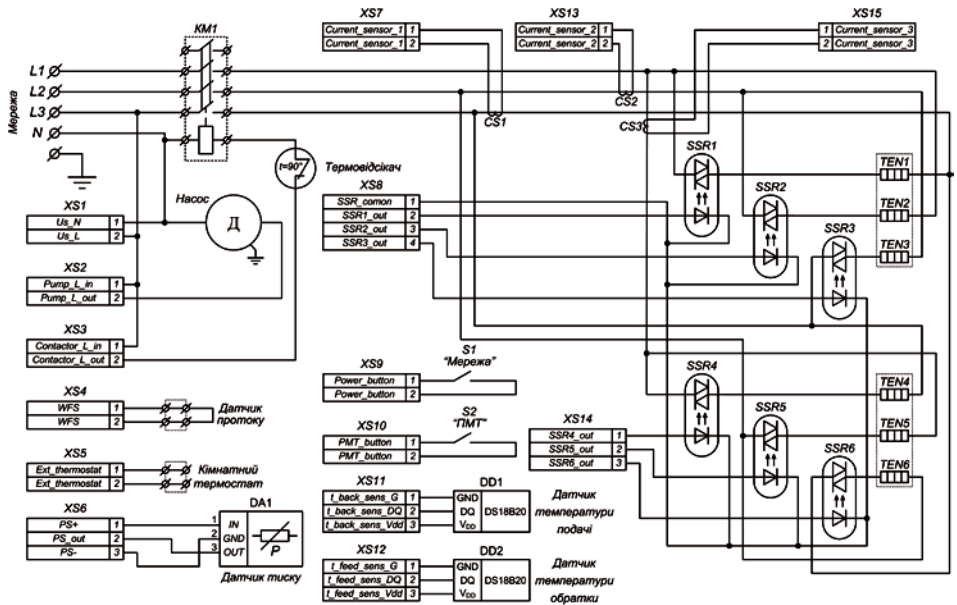 XS7
Current_sensor_1 1
Current_sensor_1 2
XS13
Current_sensor_2 1
Current_sensor_2 2
XS15
1 Current_sensor_3
2 Current_sensor_3
КМ1
Мережа
L1
L2
L3
N
CS1
CS2
CS3
t=90°
Термовідсікач
Насос
Д
XS1
Us_N 1
Us_L 2
XS2
Pump_L_in 1
Pump_L_out 2
XS3
Contactor_L_in 1
Contactor_L_out 2
XS8
SSR_comon 1
SSR1_out 2
SSR2_out 3
SSR3_out 4
SSR1
SSR2
SSR3
TEN1
TEN2
TEN3
XS4
WFS 1
WFS 2
Датчик
протоку
XS5
Ext_thermostat 1
Ext_thermostat 2
Кімнатний
термостат
XS6
PS+ 1
PS_out 2
PS- 3
DA1
1 IN
2 GND
3 OUT
P
Датчик тиску
XS9
Power_button 1
Power_button 2
S1
"Мережа"
XS10
PMT_button 1
PMT_button 2
S2
"ПМТ"
XS14
SSR4_out 1
SSR5_out 2
SSR6_out 3
SSR4
SSR5
SSR6
TEN4
TEN5
TEN6
XS11
t_back_sens_G 1
t_back_sens_DQ 2
t_back_sens_Vdd 3
DD1
GND
DQ
VDD
DS18B20
Датчик
температури
подачі
XS12
t_feed_sens_G 1
t_feed_sens_DQ 2
t_feed_sens_Vdd 3
DD2
GND
DQ
VDD
DS18B20
Датчик
температури
обратки